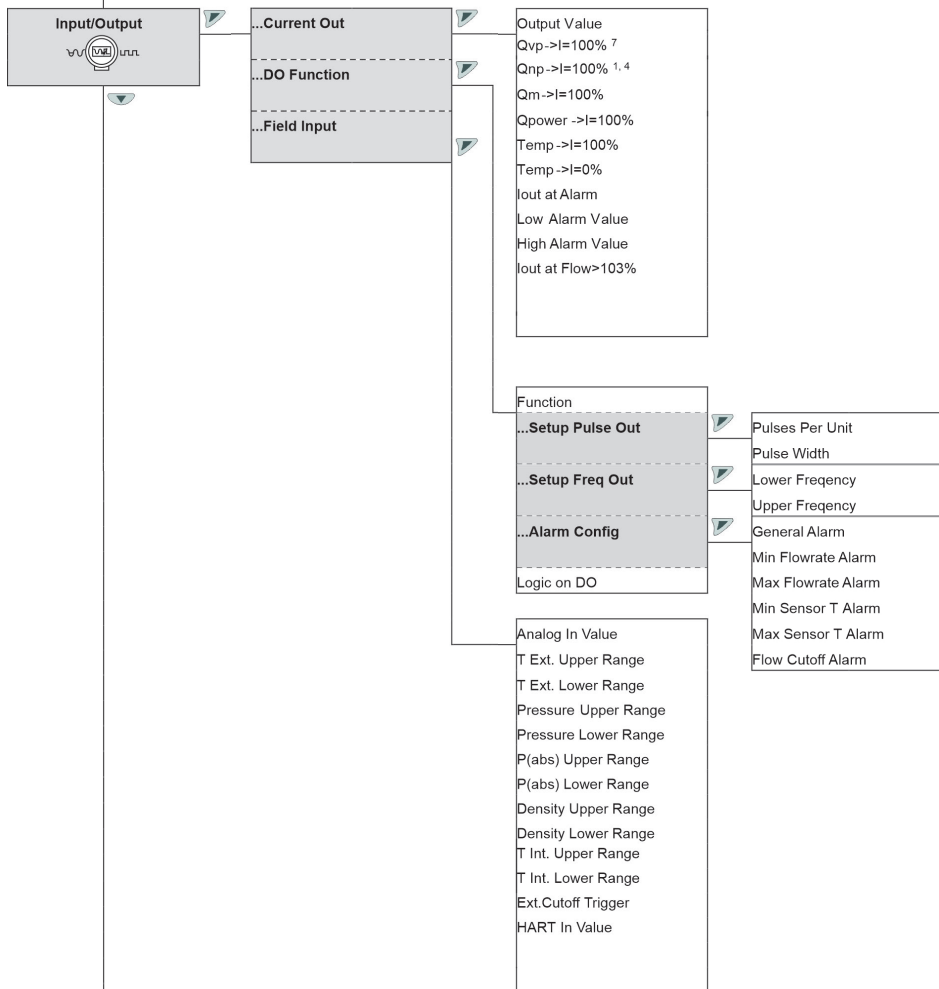 Input/Output
...Current Out
...DO Function
...Field Input
Output Value
Qvp->I=100% 7
Qnp->I=100% 1, 4
Qm->I=100%
Qpower ->I=100%
Temp->I=100%
Temp->I=0%
Iout at Alarm
Low Alarm Value
High Alarm Value
Iout at Flow>103%
Function
...Setup Pulse Out
...Setup Freq Out
...Alarm Config
Logic on DO
Pulses Per Unit
Pulse Width
Lower Freqency
Upper Freqency
General Alarm
Min Flowrate Alarm
Max Flowrate Alarm
Min Sensor T Alarm
Max Sensor T Alarm
Flow Cutoff Alarm
Analog In Value
T Ext. Upper Range
T Ext. Lower Range
Pressure Upper Range
Pressure Lower Range
P(abs) Upper Range
P(abs) Lower Range
Density Upper Range
Density Lower Range
T Int. Upper Range
T Int. Lower Range
Ext.Cutoff Trigger
HART In Value